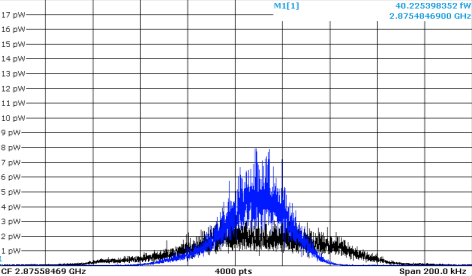 M1[1]
40.225398352 fW
2.8754846900 GHz
17 pW
16 pW
15 pW
14 pW
13 pW
12 pW
11 pW
10 pW
9 pW
8 pW
7 pW
6 pW
5 pW
4 pW
3 pW
2 pW
1 pW
CF 2.87558469 GHz
4000 pts
Span 200.0 kHz